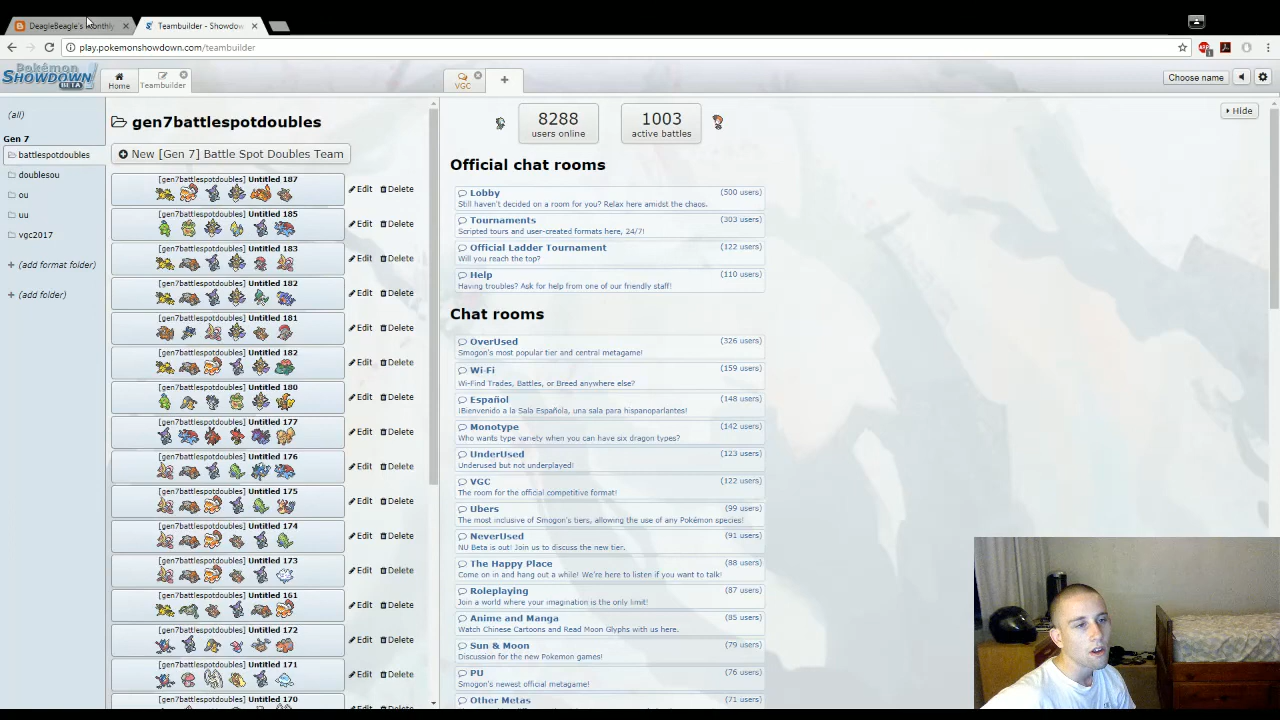 DeagleBeagle's Monthly
Teambuilder - Showdow
play.pokemonshowdown.com/teambuilder
Pokémon
SHOWDOWN!
BETA
Home
Teambuilder
VGC
Choose name
(all)
Gen 7
battlespotdoubles
doublesou
ou
uu
vgc2017
(add format folder)
(add folder)
gen7battlespotdoubles
New [Gen 7] Battle Spot Doubles Team
[gen7battlespotdoubles] Untitled 187
Edit Delete
[gen7battlespotdoubles] Untitled 185
Edit Delete
[gen7battlespotdoubles] Untitled 183
Edit Delete
[gen7battlespotdoubles] Untitled 182
Edit Delete
[gen7battlespotdoubles] Untitled 181
Edit Delete
[gen7battlespotdoubles] Untitled 182
Edit Delete
[gen7battlespotdoubles] Untitled 180
Edit Delete
[gen7battlespotdoubles] Untitled 177
Edit Delete
[gen7battlespotdoubles] Untitled 176
Edit Delete
[gen7battlespotdoubles] Untitled 175
Edit Delete
[gen7battlespotdoubles] Untitled 174
Edit Delete
[gen7battlespotdoubles] Untitled 173
Edit Delete
[gen7battlespotdoubles] Untitled 161
Edit Delete
[gen7battlespotdoubles] Untitled 172
Edit Delete
[gen7battlespotdoubles] Untitled 171
Edit Delete
[gen7battlespotdoubles] Untitled 170
8288
users online
1003
active battles
Hide
Official chat rooms
Lobby (500 users)
Still haven't decided on a room for you? Relax here amidst the chaos.
Tournaments (303 users)
Scripted tours and user-created formats here, 24/7!
Official Ladder Tournament (122 users)
Will you reach the top?
Help (110 users)
Having troubles? Ask for help from one of our friendly staff!
Chat rooms
OverUsed (326 users)
Smogon's most popular tier and central metagame!
Wi-Fi (159 users)
Wi-Find Trades, Battles, or Breed anywhere else?
Español (148 users)
¡Bienvenido a la Sala Española, una sala para hispanoparlantes!
Monotype (142 users)
Who wants type variety when you can have six dragon types?
UnderUsed (123 users)
Underused but not underplayed!
VGC (122 users)
The room for the official competitive format!
Ubers (99 users)
The most inclusive of Smogon's tiers, allowing the use of any Pokémon species!
NeverUsed (91 users)
NU Beta is out! Join us to discuss the new tier.
The Happy Place (88 users)
Come on in and hang out a while! We're here to listen if you want to talk!
Roleplaying (87 users)
Join a world where your imagination is the only limit!
Anime and Manga (85 users)
Watch Chinese Cartoons and Read Moon Glyphs with us here.
Sun & Moon (79 users)
Discussion for the new Pokemon games!
PU (76 users)
Smogon's newest official metagame!
Other Metas (71 users)